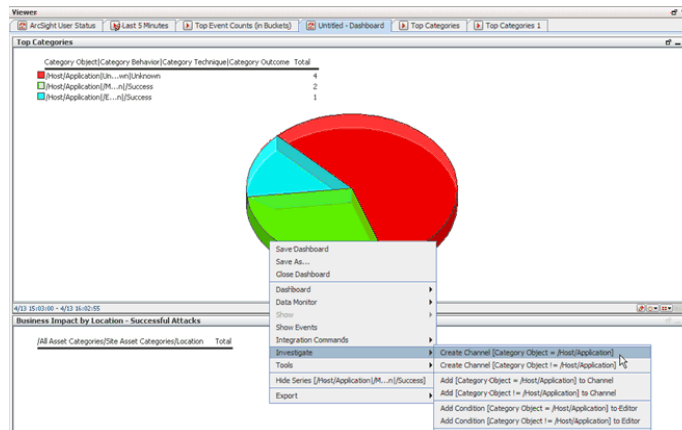 Viewer
ArcSight User Status Last 5 Minutes Top Event Counts (in Buckets) Untitled - Dashboard Top Categories Top Categories 1
Top Categories
Category Object|Category Behavior|Category Technique|Category Outcome Total
/Host/Application|Un...wn|Unknown 4
/Host/Application|/M...n|/Success 2
/Host/Application|/E...n|/Success 1
Save Dashboard
Save As...
Close Dashboard
Dashboard
Data Monitor
Show
Show Events
Integration Commands
Investigate
Tools
Hide Series [/Host/Application|/M...n|/Success]
Export
Create Channel [Category Object = /Host/Application]
Create Channel [Category Object != /Host/Application]
Add [Category Object = /Host/Application] to Channel
Add [Category Object != /Host/Application] to Channel
Add Condition [Category Object = /Host/Application] to Editor
Add Condition [Category Object != /Host/Application] to Editor
4/13 15:03:00 - 4/13 16:02:55
Business Impact by Location - Successful Attacks
/All Asset Categories/Site Asset Categories/Location Total